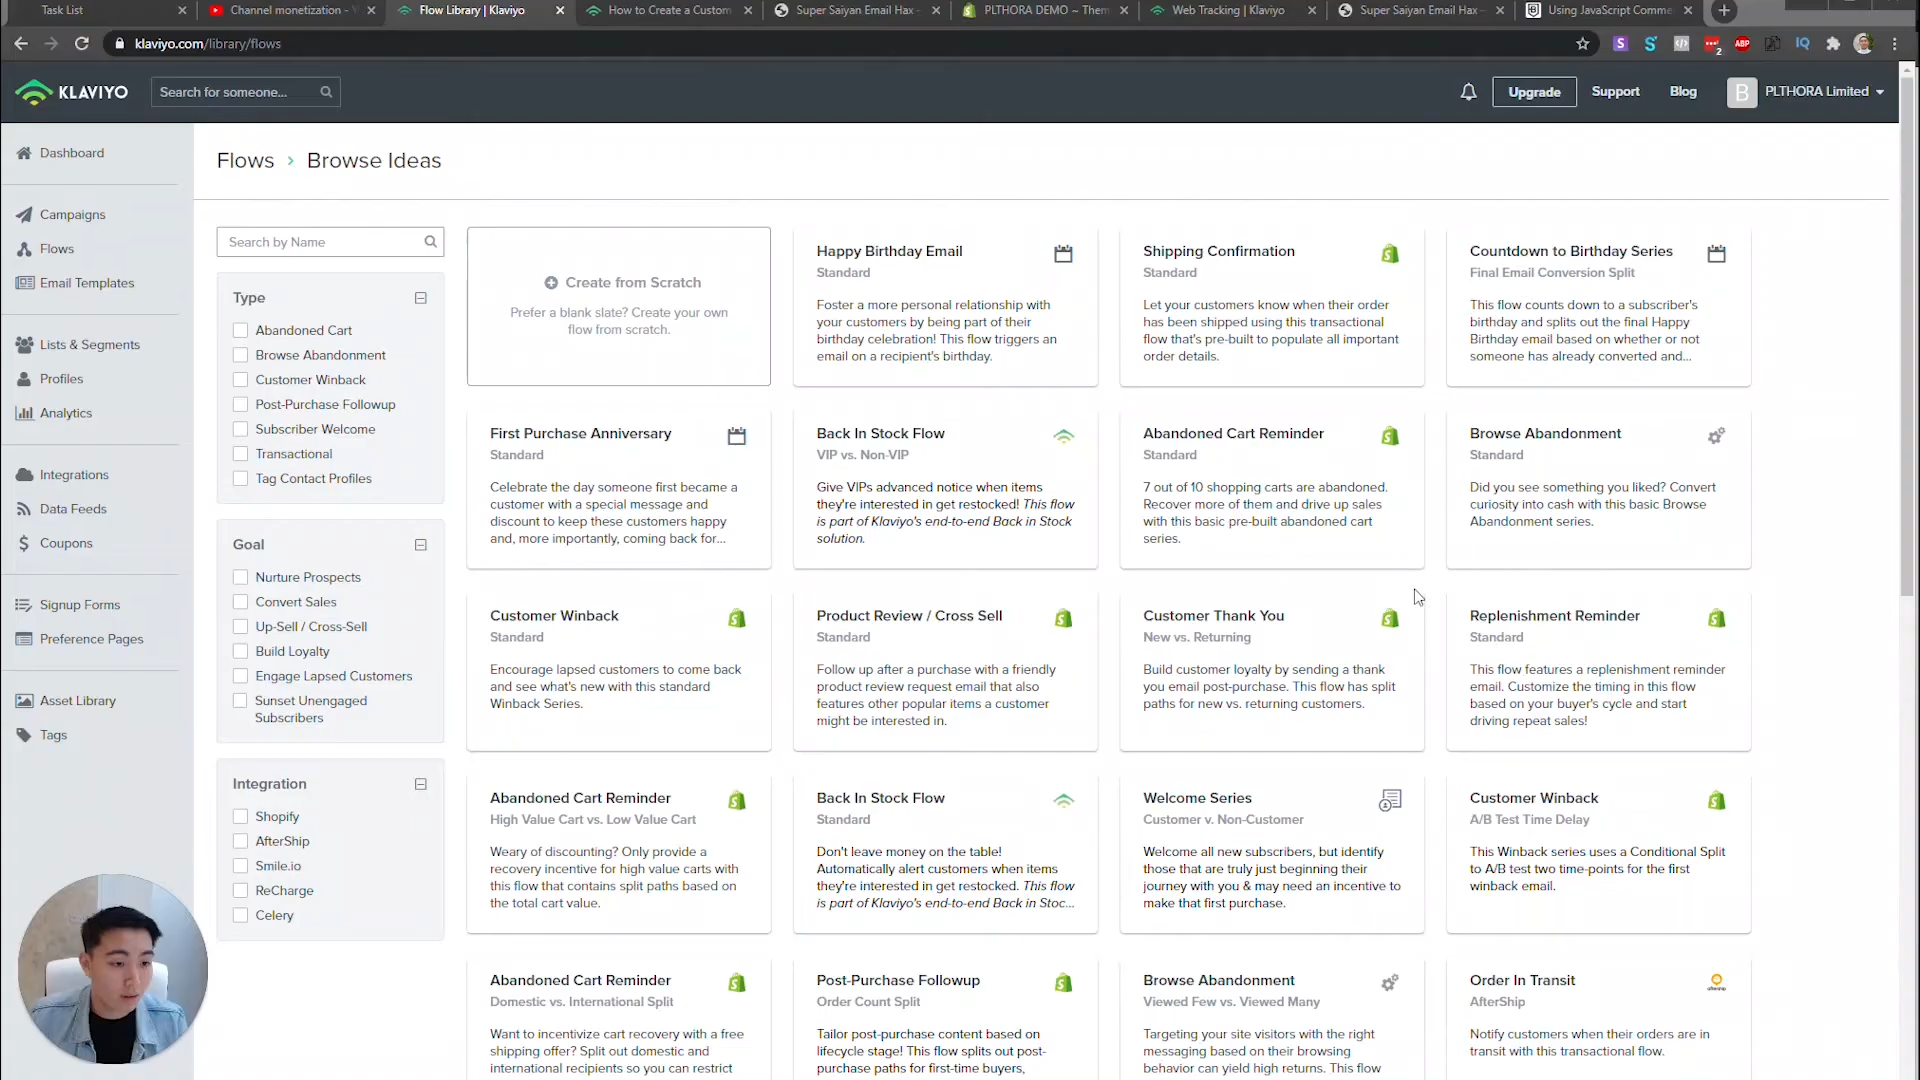 Task List
Channel monetization -
Flow Library | Klaviyo
How to Create a Custom
Super Saiyan Email Hax
PLTHORA DEMO ~ Them
Web Tracking | Klaviyo
Super Saiyan Email Hax
Using JavaScript Comme
klaviyo.com/library/flows
S
2
ABP
IQ
KLAVIYO
Search for someone...
Upgrade
Support
Blog
B
PLTHORA Limited
Dashboard
Campaigns
Flows
Email Templates
Lists & Segments
Profiles
Analytics
Integrations
Data Feeds
Coupons
Signup Forms
Preference Pages
Asset Library
Tags
Flows > Browse Ideas
Search by Name
Type
Abandoned Cart
Browse Abandonment
Customer Winback
Post-Purchase Followup
Subscriber Welcome
Transactional
Tag Contact Profiles
Goal
Nurture Prospects
Convert Sales
Up-Sell / Cross-Sell
Build Loyalty
Engage Lapsed Customers
Sunset Unengaged
Subscribers
Integration
Shopify
AfterShip
Smile.io
ReCharge
Celery
Create from Scratch
Prefer a blank slate? Create your own
flow from scratch.
Happy Birthday Email
Standard
Foster a more personal relationship with
your customers by being part of their
birthday celebration! This flow triggers an
email on a recipient's birthday.
Shipping Confirmation
Standard
Let your customers know when their order
has been shipped using this transactional
flow that's pre-built to populate all important
order details.
Countdown to Birthday Series
Final Email Conversion Split
This flow counts down to a subscriber's
birthday and splits out the final Happy
Birthday email based on whether or not
someone has already converted and...
First Purchase Anniversary
Standard
Celebrate the day someone first became a
customer with a special message and
discount to keep these customers happy
and, more importantly, coming back for...
Back In Stock Flow
VIP vs. Non-VIP
Give VIPs advanced notice when items
they're interested in get restocked! This flow
is part of Klaviyo's end-to-end Back in Stock
solution.
Abandoned Cart Reminder
Standard
7 out of 10 shopping carts are abandoned.
Recover more of them and drive up sales
with this basic pre-built abandoned cart
series.
Browse Abandonment
Standard
Did you see something you liked? Convert
curiosity into cash with this basic Browse
Abandonment series.
Customer Winback
Standard
Encourage lapsed customers to come back
and see what's new with this standard
Winback Series.
Product Review / Cross Sell
Standard
Follow up after a purchase with a friendly
product review request email that also
features other popular items a customer
might be interested in.
Customer Thank You
New vs. Returning
Build customer loyalty by sending a thank
you email post-purchase. This flow has split
paths for new vs. returning customers.
Replenishment Reminder
Standard
This flow features a replenishment reminder
email. Customize the timing in this flow
based on your buyer's cycle and start
driving repeat sales!
Abandoned Cart Reminder
High Value Cart vs. Low Value Cart
Weary of discounting? Only provide a
recovery incentive for high value carts with
this flow that contains split paths based on
the total cart value.
Back In Stock Flow
Standard
Don't leave money on the table!
Automatically alert customers when items
they're interested in get restocked. This flow
is part of Klaviyo's end-to-end Back in Stoc...
Welcome Series
Customer v. Non-Customer
Welcome all new subscribers, but identify
those that are truly just beginning their
journey with you & may need an incentive to
make that first purchase.
Customer Winback
A/B Test Time Delay
This Winback series uses a Conditional Split
to A/B test two time-points for the first
winback email.
Abandoned Cart Reminder
Domestic vs. International Split
Want to incentivize cart recovery with a free
shipping offer? Split out domestic and
international recipients so you can restrict
Post-Purchase Followup
Order Count Split
Tailor post-purchase content based on
lifecycle stage! This flow splits out post-
purchase paths for first-time buyers,
Browse Abandonment
Viewed Few vs. Viewed Many
Targeting your site visitors with the right
messaging based on their browsing
behavior can yield high returns. This flow
Order In Transit
AfterShip
Notify customers when their orders are in
transit with this transactional flow.